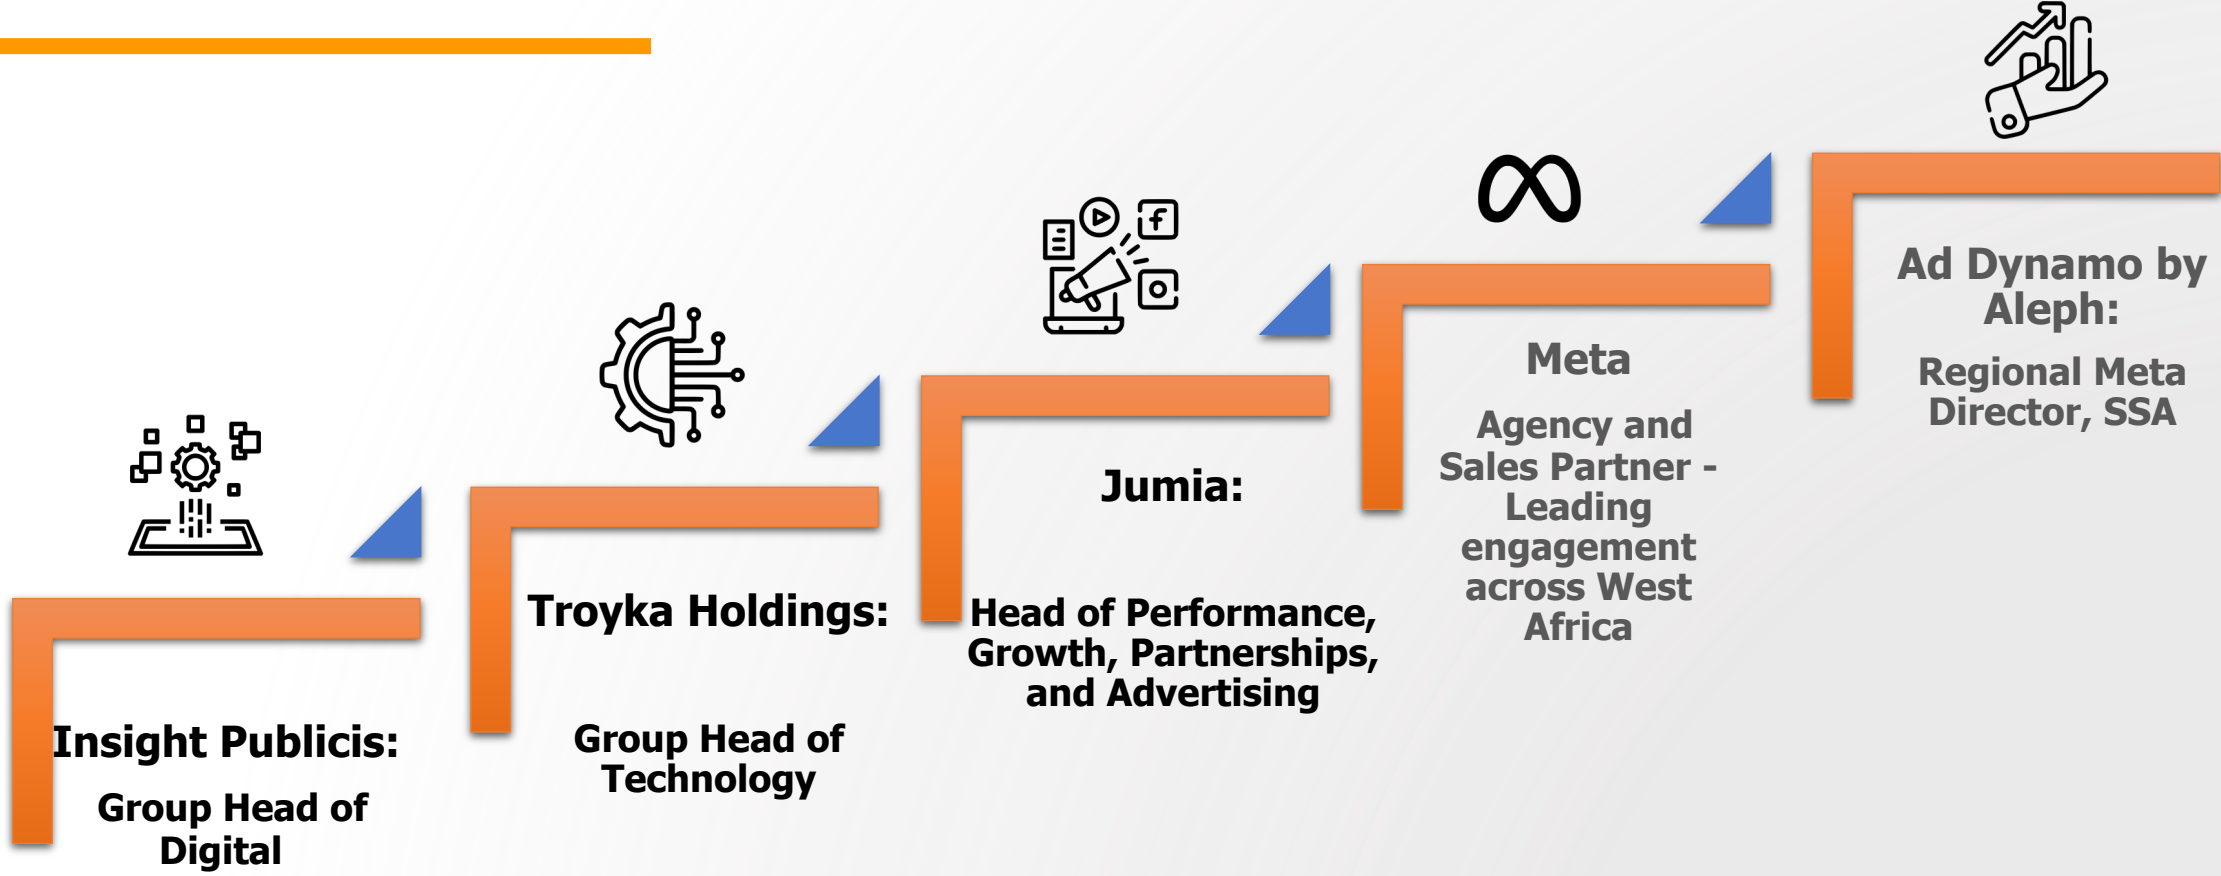 Insight Publicis:
Group Head of
Digital
Troyka Holdings:
Group Head of
Technology
Jumia:
Head of Performance,
Growth, Partnerships,
and Advertising
Meta
Agency and
Sales Partner -
Leading
engagement
across West
Africa
Ad Dynamo by
Aleph:
Regional Meta
Director, SSA